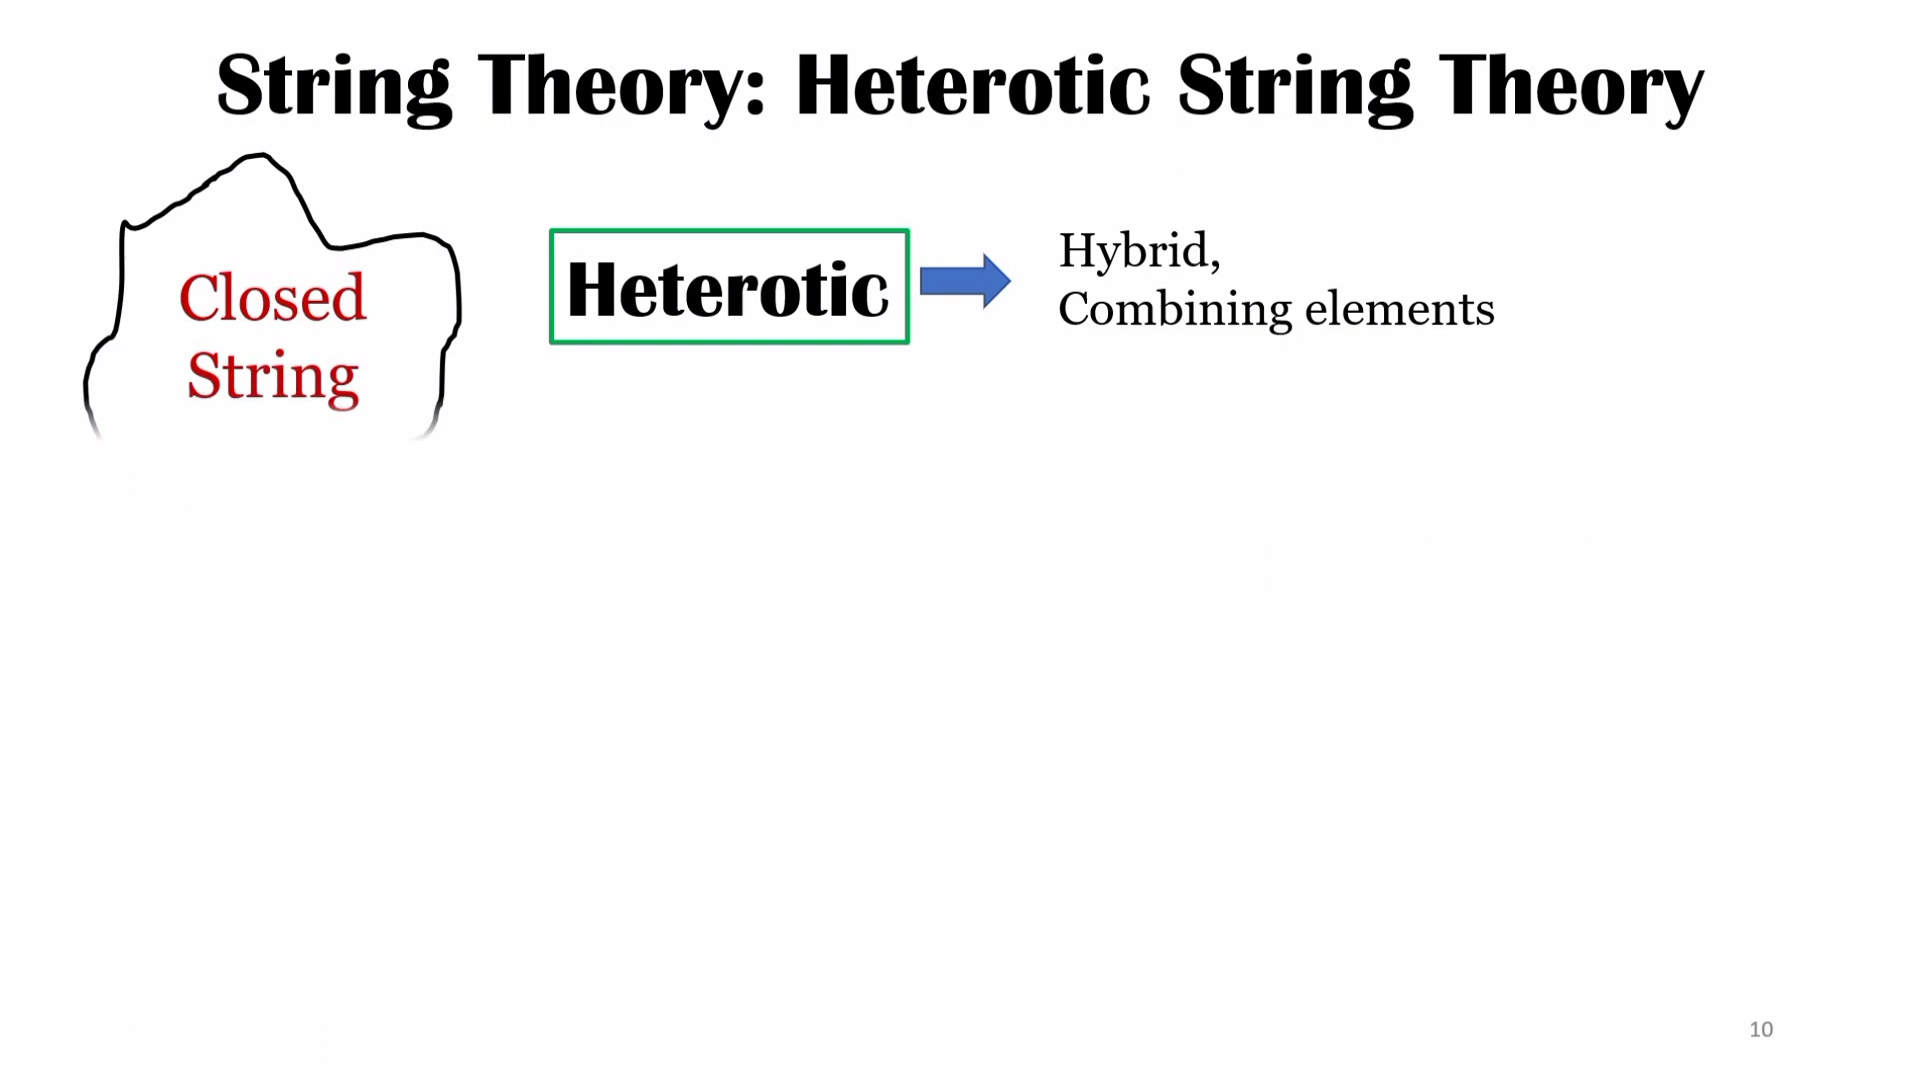 String Theory: Heterotic String Theory
Closed
String
Heterotic
Hybrid,
Combining elements
10